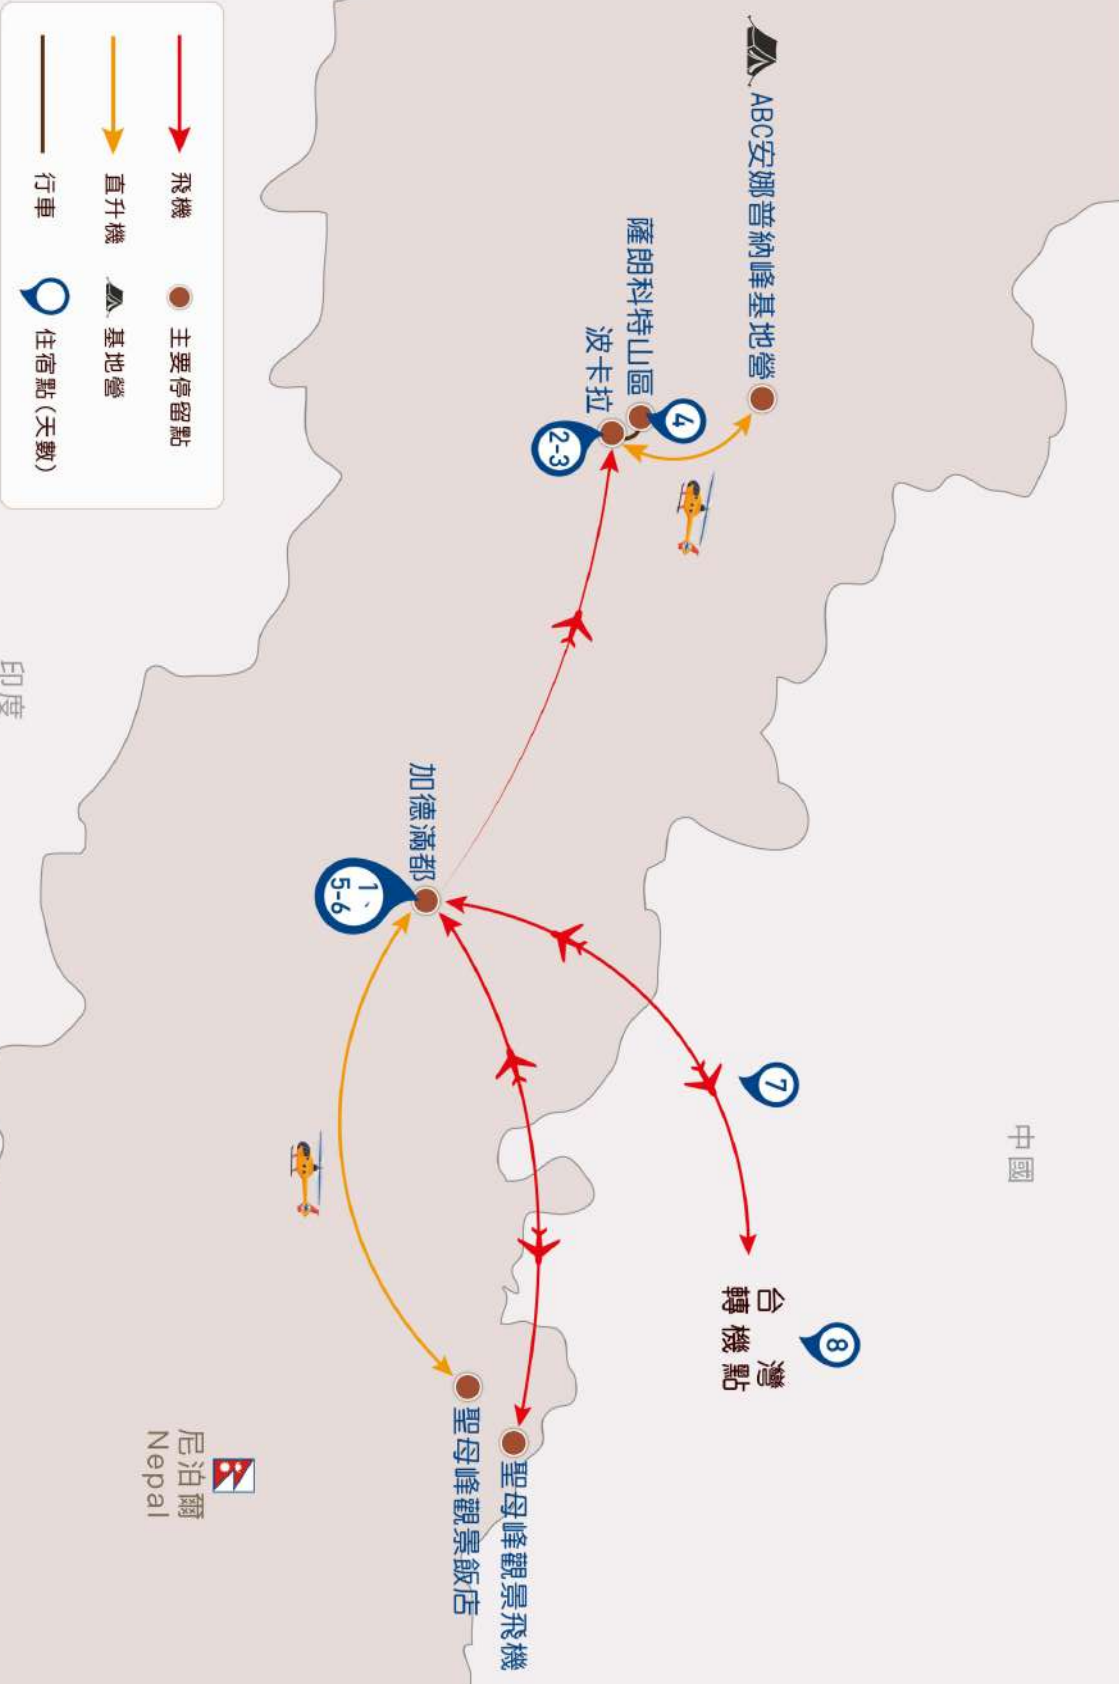 中國
ABC安娜普納峰基地營
薩朗科特山區
波卡拉
4
2-3
7
8
台灣
轉機點
加德滿都
1、
5-6
聖母峰觀景飛機
聖母峰觀景飯店
尼泊爾
Nepal
印度
飛機
主要停留點
直升機
基地營
行車
住宿點(天數)